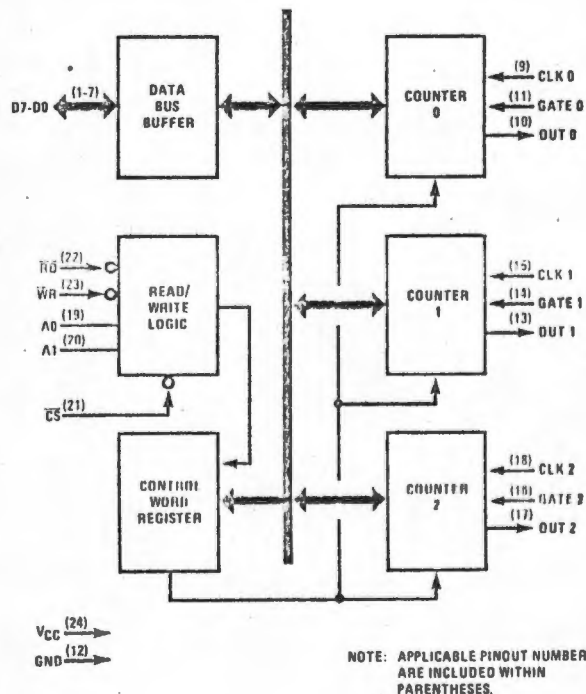 D7-D0 (1-7)
DATA
BUS
BUFFER
COUNTER
0
(9) CLK 0
(11) GATE 0
(10) OUT 0
RD (22)
WR (23)
A0 (19)
A1 (20)
READ/
WRITE
LOGIC
CS (21)
COUNTER
1
(15) CLK 1
(14) GATE 1
(13) OUT 1
CONTROL
WORD
REGISTER
COUNTER
2
(18) CLK 2
(16) GATE 2
(17) OUT 2
VCC (24)
GND (12)
NOTE: APPLICABLE PINOUT NUMBER
ARE INCLUDED WITHIN
PARENTHESES.